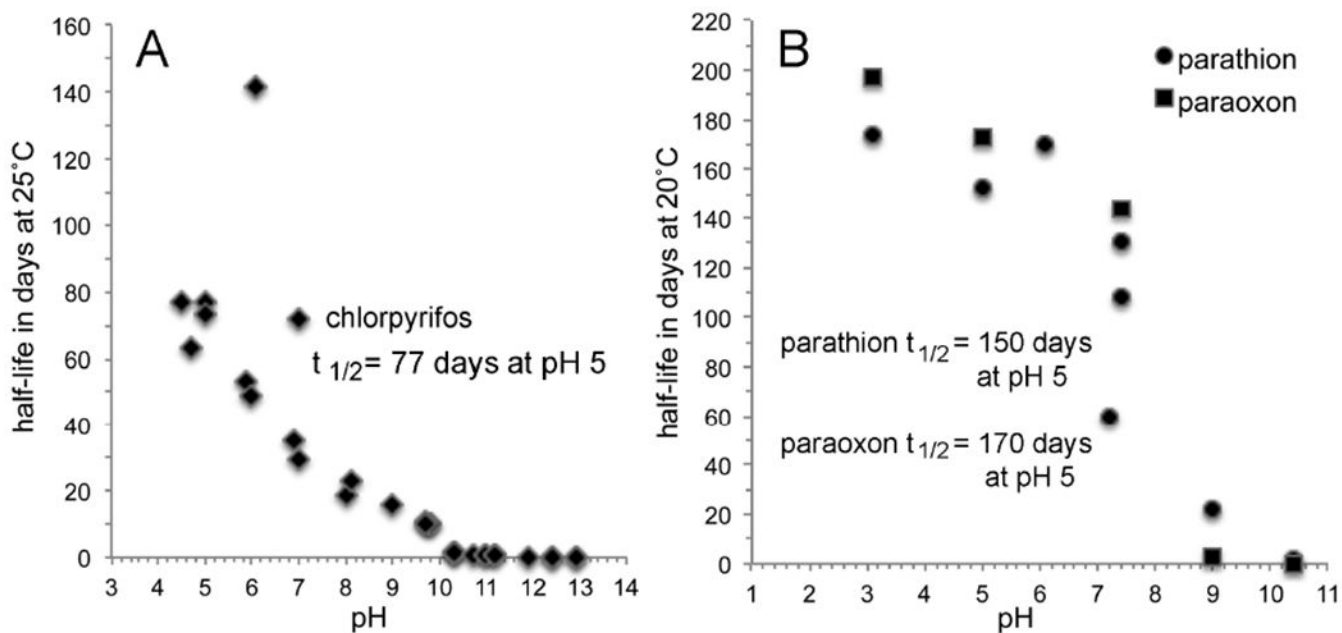 A
half-life in days at 25˚C
160
140
120
100
80
60
40
20
0
3 4 5 6 7 8 9 10 11 12 13 14
pH
chlorpyrifos
t 1/2 = 77 days at pH 5
B
half-life in days at 20˚C
220
200
180
160
140
120
100
80
60
40
20
0
1 2 3 4 5 6 7 8 9 10 11
pH
parathion
paraoxon
parathion t 1/2 = 150 days
at pH 5
paraoxon t 1/2 = 170 days
at pH 5